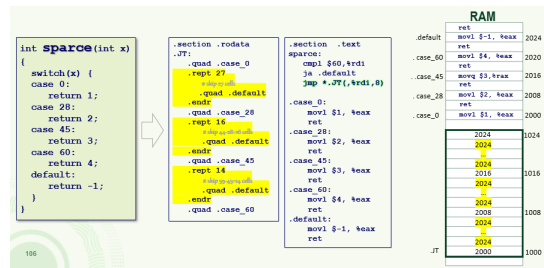 int sparce(int x)
{
switch(x) {
case 0:
return 1;
case 28:
return 2;
case 45:
return 3;
case 60:
return 4;
default:
return -1;
}
}
106
.section .rodata
.JT:
.quad .case_0
.rept 27
.quad .default
.endr
.quad .case_28
.rept 16
.quad .default
.endr
.quad .case_45
.rept 14
.quad .default
.endr
.quad .case_60
.section .text
sparce:
cmpl $60,%rdi
ja .default
jmp *.JT(,%rdi,8)
.case_0:
movl $1, %eax
ret
.case_28:
movl $2, %eax
ret
.case_45:
movl $3, %eax
ret
.case_60:
movl $4, %eax
ret
.default:
movl $-1, %eax
ret
RAM
ret
.default movl $-1, %eax 2024
ret
.case_60 movl $4, %eax 2020
ret
.case_45 movq $3,%rax 2016
ret
.case_28 movl $2, %eax 2008
ret
.case_0 movl $1, %eax 2000
2024 1024
2024
...
2024
2016 1016
2024
...
2024
2008 1008
2024
...
2024
.JT 2000 1000